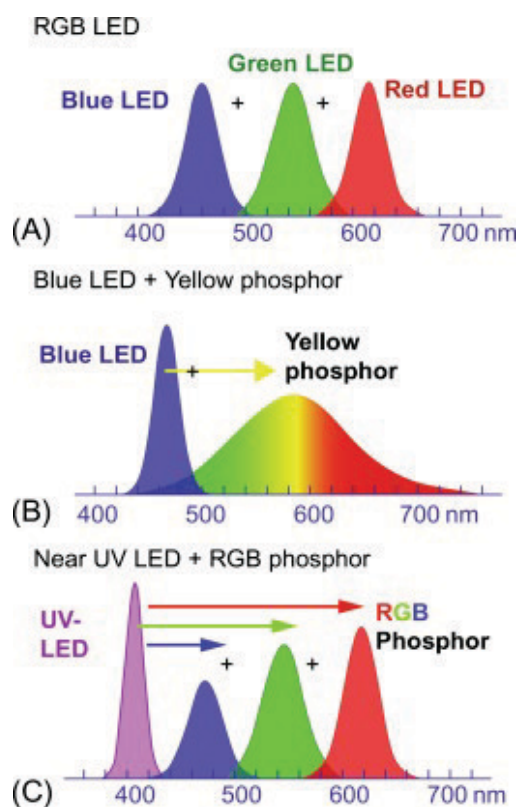 RGB LED
Green LED
Blue LED + + Red LED
(A) 400 500 600 700 nm
Blue LED + Yellow phosphor
Blue LED + Yellow
phosphor
(B) 400 500 600 700 nm
Near UV LED + RGB phosphor
UV-
LED
RGB
Phosphor
+ +
(C) 400 500 600 700 nm